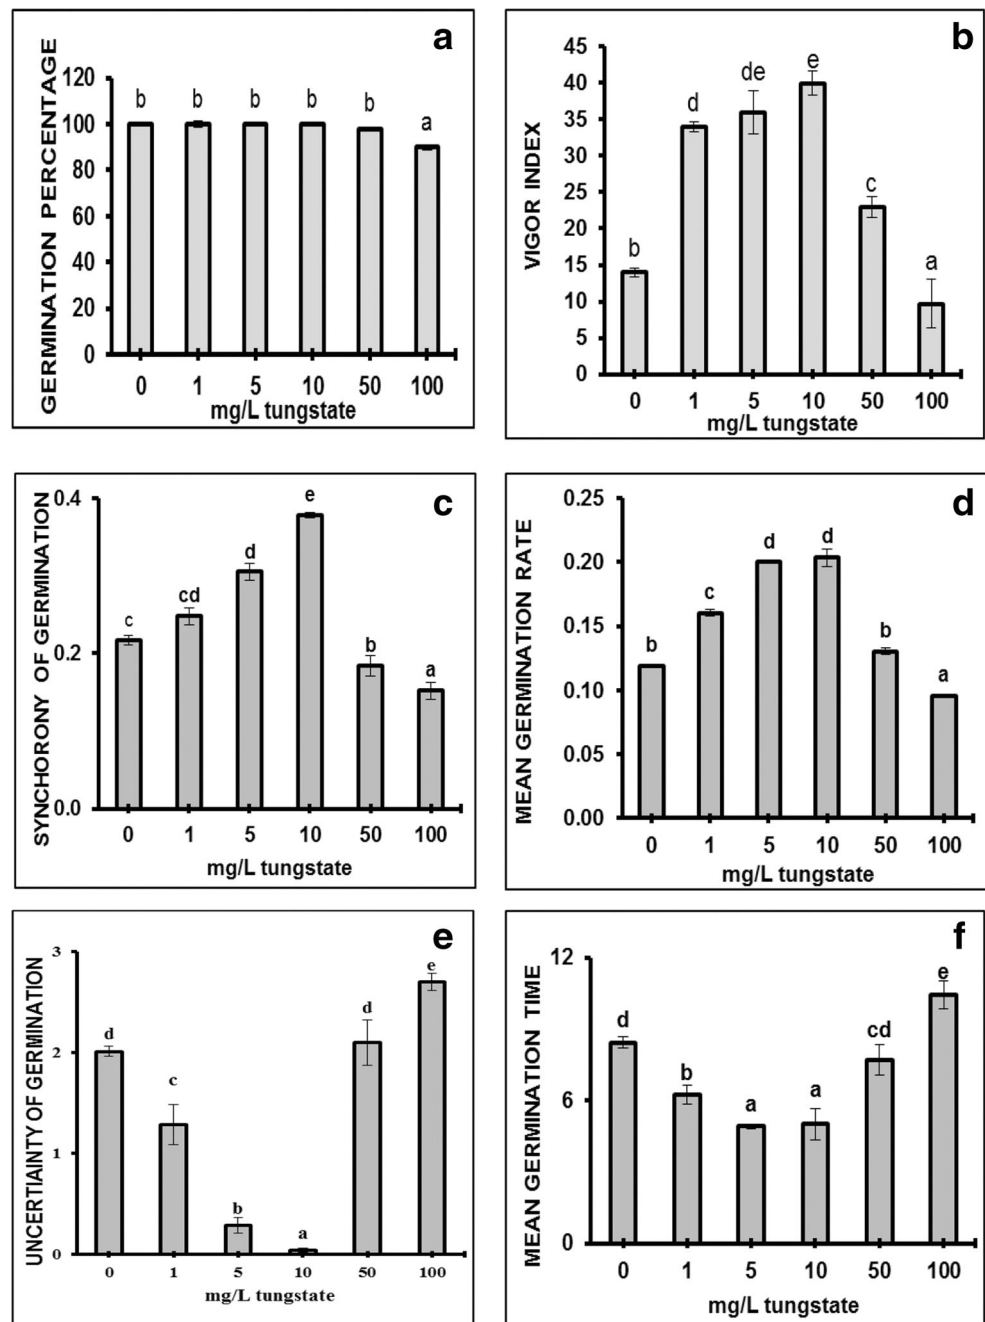 a
GERMINATION PERCENTAGE
120
100
80
60
40
20
0
b b b b b a
0 1 5 10 50 100
mg/L tungstate
b
VIGOR INDEX
45
40
35
30
25
20
15
10
5
0
b d de e c a
0 1 5 10 50 100
mg/L tungstate
c
SYNCHORONY OF GERMINATION
0.4
0.2
0.0
c cd d e b a
0 1 5 10 50 100
mg/L tungstate
d
MEAN GERMINATION RATE
0.25
0.20
0.15
0.10
0.05
0.00
b c d d b a
0 1 5 10 50 100
mg/L tungstate
e
UNCERTIAINTY OF GERMINATION
3
2
1
0
d c b a d e
0 1 5 10 50 100
mg/L tungstate
f
MEAN GERMINATION TIME
12
6
0
d b a a cd e
0 1 5 10 50 100
mg/L tungstate